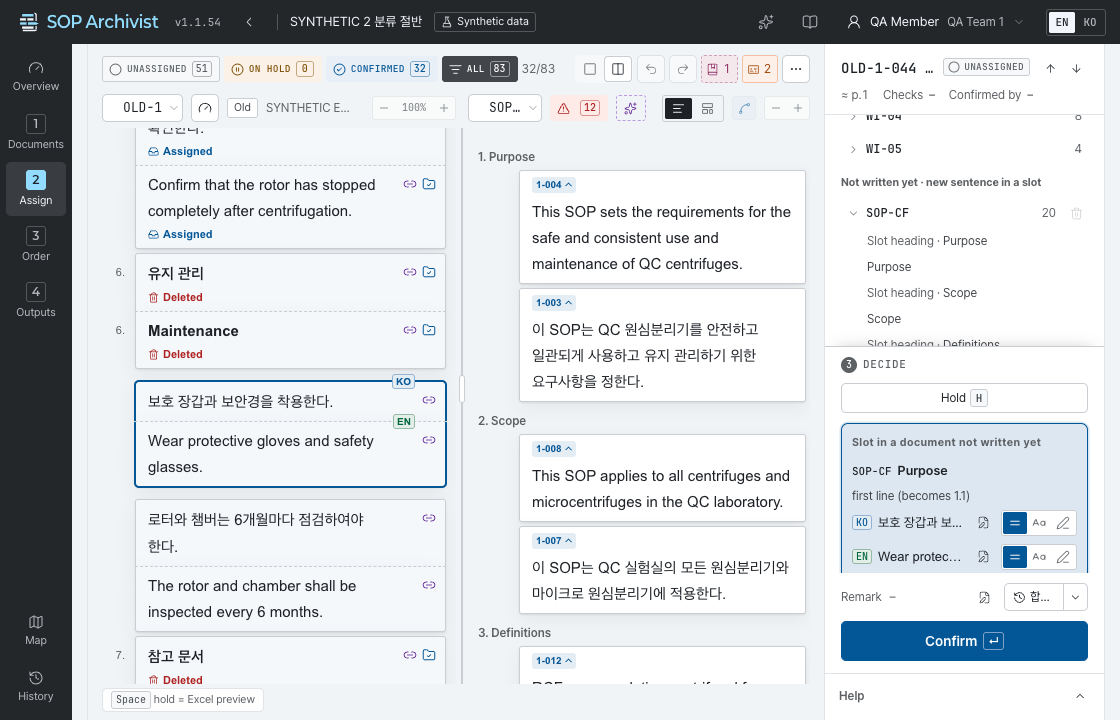 SOP Archivist v1.1.54 SYNTHETIC 2 분류 절반 Synthetic data QA Member QA Team 1 EN KO
Overview
1
Documents
2
Assign
3
Order
4
Outputs
Map
History
UNASSIGNED 51 ON HOLD 0 CONFIRMED 32 ALL 83 32/83 1 2 ...
OLD-1 Old SYNTHETIC E... 100% SOP... 12
확인한다.
Assigned
Confirm that the rotor has stopped
completely after centrifugation.
Assigned
6. 유지 관리
Deleted
6. Maintenance
Deleted
KO
보호 장갑과 보안경을 착용한다.
EN
Wear protective gloves and safety
glasses.
로터와 챔버는 6개월마다 점검하여야
한다.
The rotor and chamber shall be
inspected every 6 months.
7. 참고 문서
Deleted
Space hold = Excel preview
1. Purpose
1-004
This SOP sets the requirements for the
safe and consistent use and
maintenance of QC centrifuges.
1-003
이 SOP는 QC 원심분리기를 안전하고
일관되게 사용하고 유지 관리하기 위한
요구사항을 정한다.
2. Scope
1-008
This SOP applies to all centrifuges and
microcentrifuges in the QC laboratory.
1-007
이 SOP는 QC 실험실의 모든 원심분리기와
마이크로 원심분리기에 적용한다.
3. Definitions
1-012
OLD-1-044 ... UNASSIGNED
≈ p.1 Checks – Confirmed by –
WI-04 8
WI-05 4
Not written yet · new sentence in a slot
SOP-CF 20
Slot heading · Purpose
Purpose
Slot heading · Scope
Scope
Slot heading · Definitions
3 DECIDE
Hold H
Slot in a document not written yet
SOP-CF Purpose
first line (becomes 1.1)
KO 보호 장갑과 보... = Aa
EN Wear protec... = Aa
Remark – 합...
Confirm
Help